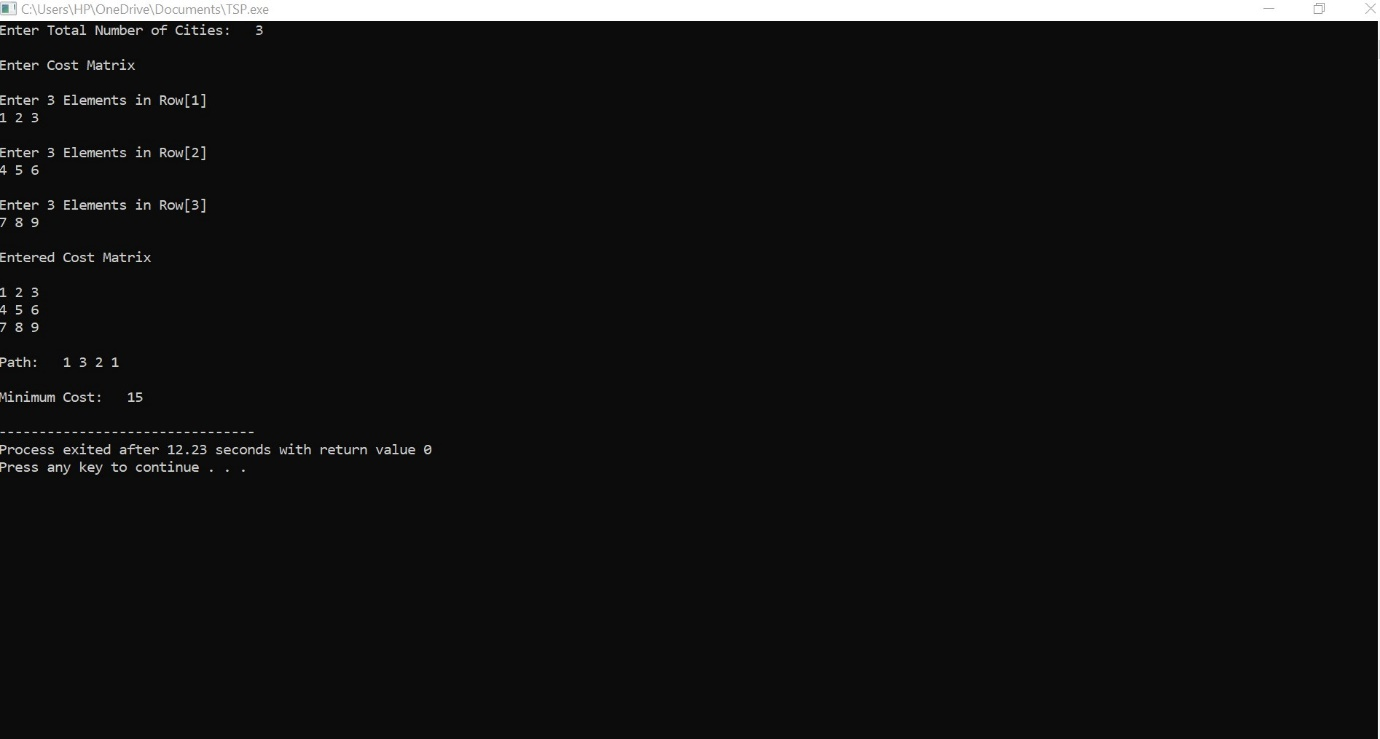 C:\Users\HP\OneDrive\Documents\TSP.exe
Enter Total Number of Cities:   3
Enter Cost Matrix
Enter 3 Elements in Row[1]
1 2 3
Enter 3 Elements in Row[2]
4 5 6
Enter 3 Elements in Row[3]
7 8 9
Entered Cost Matrix
1 2 3
4 5 6
7 8 9
Path:   1 3 2 1
Minimum Cost:   15
--------------------------------
Process exited after 12.23 seconds with return value 0
Press any key to continue . . .